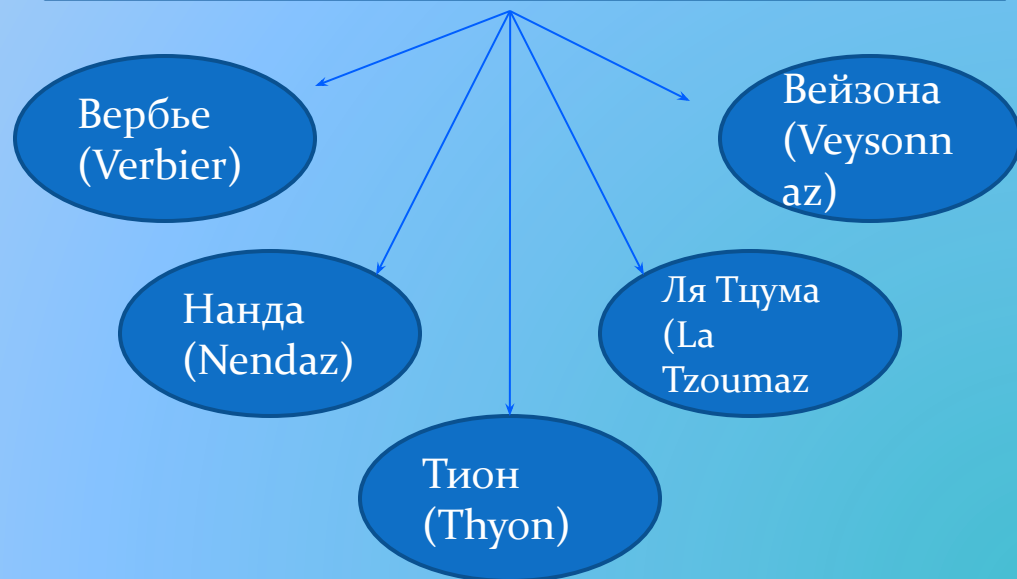 Вербье
(Verbier)
Вейзона
(Veysonn
az)
Нанда
(Nendaz)
Ля Тцума
(La
Tzoumaz
Тион
(Thyon)